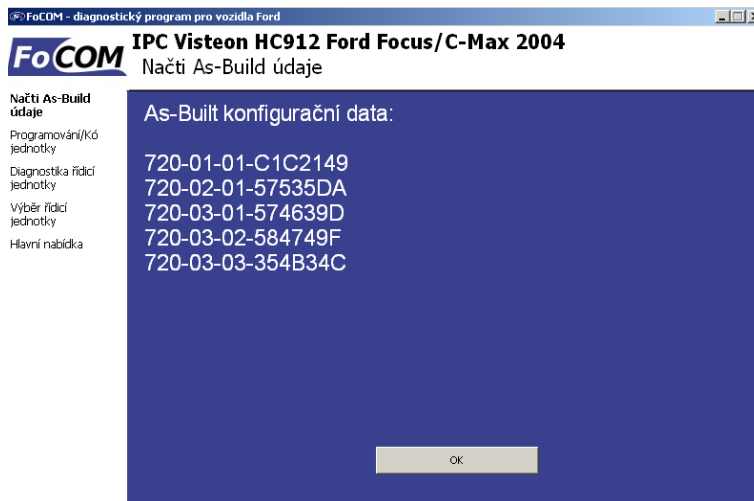 FoCOM - diagnostický program pro vozidla Ford
FoCOM
IPC Visteon HC912 Ford Focus/C-Max 2004
Načti As-Build údaje
Načti As-Build
údaje
Programování/Kó
jednotky
Diagnostika řídicí
jednotky
Výběr řídicí
jednotky
Hlavní nabídka
As-Built konfigurační data:
720-01-01-C1C2149
720-02-01-57535DA
720-03-01-574639D
720-03-02-584749F
720-03-03-354B34C
OK